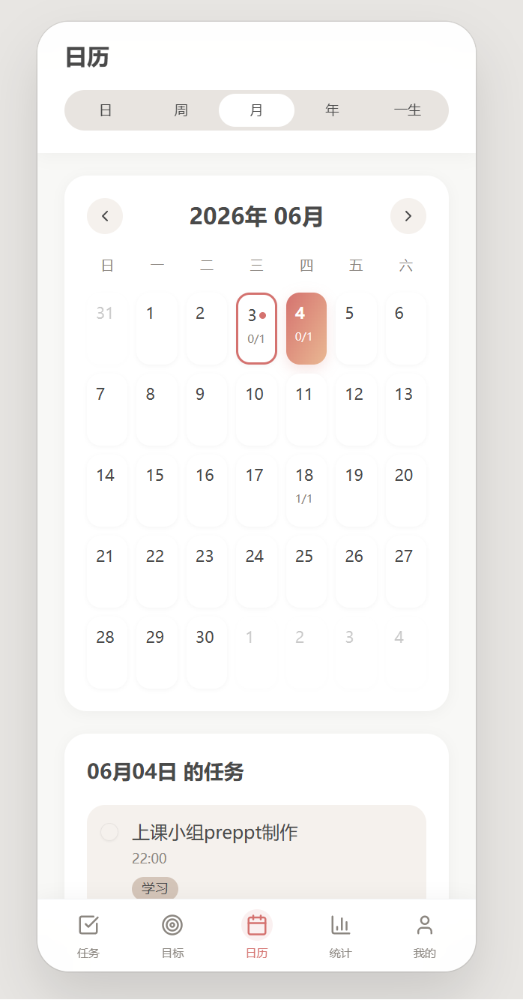 日历
日 周 月 年 一生
2026年 06月
日 一 二 三 四 五 六
31 1 2 3 4 5 6
0/1 0/1
7 8 9 10 11 12 13
14 15 16 17 18 19 20
1/1
21 22 23 24 25 26 27
28 29 30 1 2 3 4
06月04日 的任务
上课小组preppt制作
22:00
学习
任务 目标 日历 统计 我的